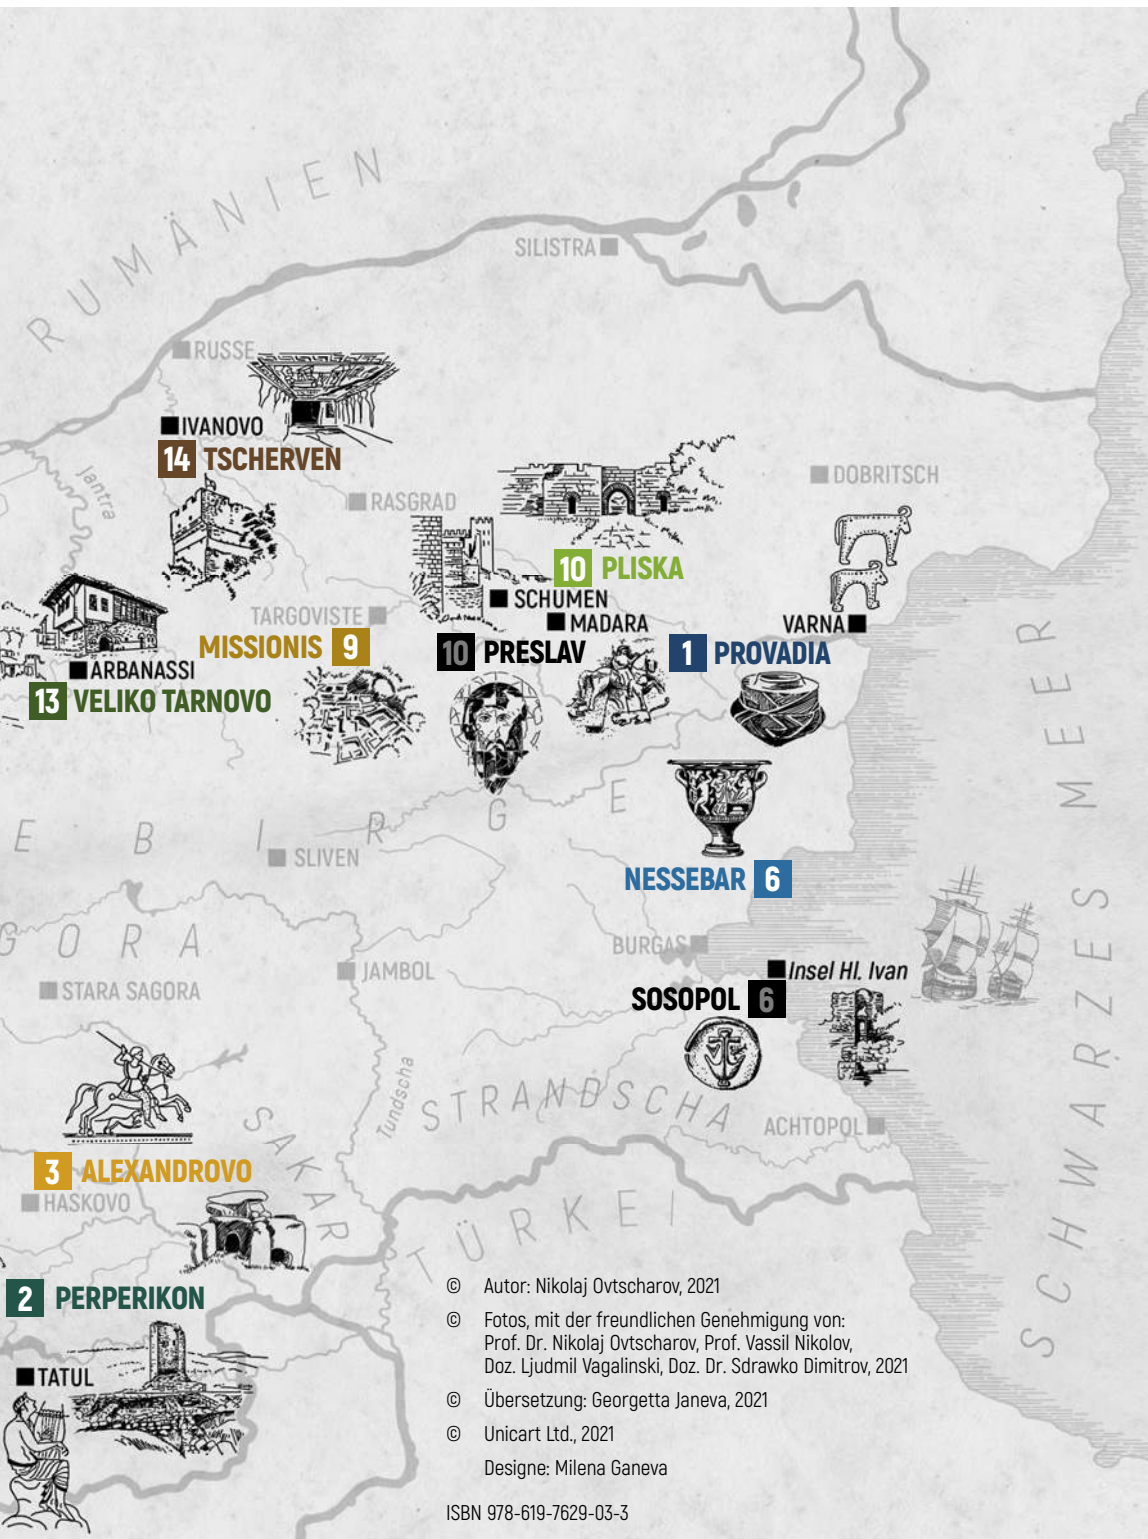 RUMÄNIEN
SILISTRA
RUSSE
IVANOVO
14 TSCHERVEN
Jantra
RASGRAD
DOBRITSCH
10 PLISKA
SCHUMEN
MADARA
TARGOVISTE
VARNA
MISSIONIS 9
10 PRESLAV
1 PROVADIA
ARBANASSI
13 VELIKO TARNOVO
EBIRGE
SLIVEN
NESSEBAR 6
GORA
BURGAS
JAMBOL
Insel Hl. Ivan
STARA SAGORA
SOSOPOL 6
SCHWARZES MEER
Tundscha
STRANDSCHA
ACHTOPOL
SAKAR
3 ALEXANDROVO
HASKOVO
TÜRKEI
2 PERPERIKON
TATUL
© Autor: Nikolaj Ovtscharov, 2021
© Fotos, mit der freundlichen Genehmigung von:
Prof. Dr. Nikolaj Ovtscharov, Prof. Vassil Nikolov,
Doz. Ljudmil Vagalinski, Doz. Dr. Sdrawko Dimitrov, 2021
© Übersetzung: Georgetta Janeva, 2021
© Unicart Ltd., 2021
Designe: Milena Ganeva
ISBN 978-619-7629-03-3